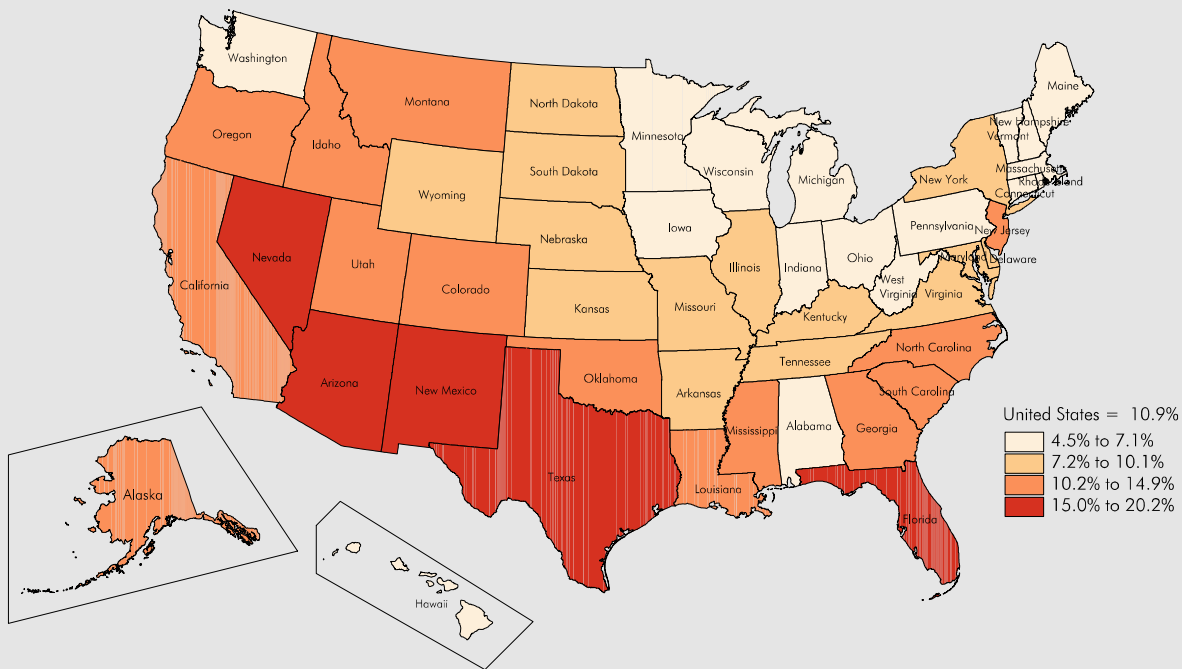 Washington
Maine
Montana
North Dakota
New Hampshire
Oregon
Minnesota
Vermont
Idaho
Massachusetts
Wisconsin
South Dakota
Michigan
New York
Rhode Island
Wyoming
Connecticut
Iowa
Pennsylvania
New Jersey
Nebraska
Nevada
Utah
Illinois
Indiana
Ohio
Maryland
Delaware
California
Colorado
West
Virginia
Virginia
Kansas
Missouri
Kentucky
North Carolina
Tennessee
Arizona
New Mexico
Oklahoma
Arkansas
South Carolina
Mississippi
Alabama
Georgia
Texas
Louisiana
Florida
Alaska
Hawaii
United States = 10.9%
4.5% to 7.1%
7.2% to 10.1%
10.2% to 14.9%
15.0% to 20.2%